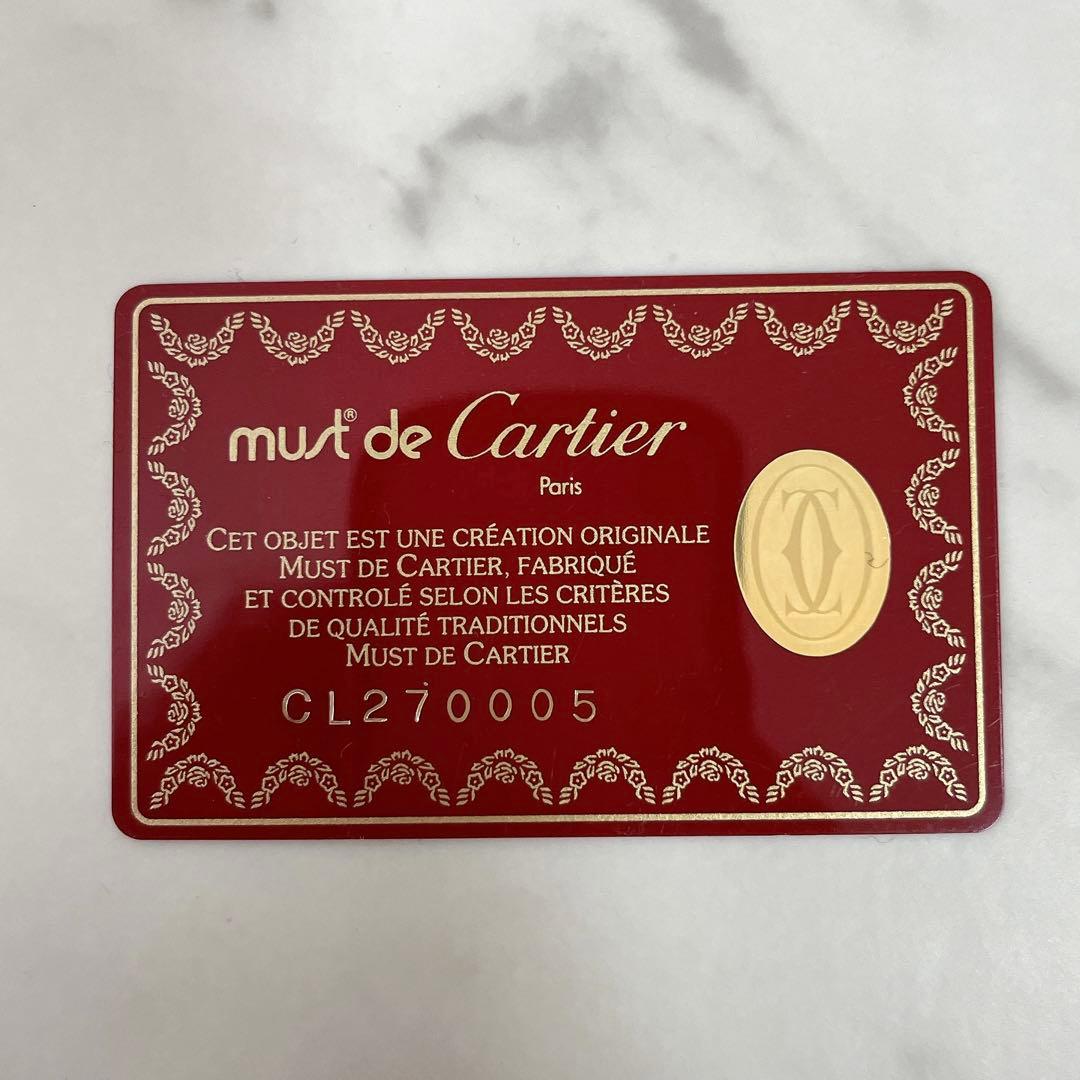 must® de Cartier
Paris
CET OBJET EST UNE CRÉATION ORIGINALE
MUST DE CARTIER, FABRIQUÉ
ET CONTROLÉ SELON LES CRITÈRES
DE QUALITÉ TRADITIONNELS
MUST DE CARTIER
CL270005